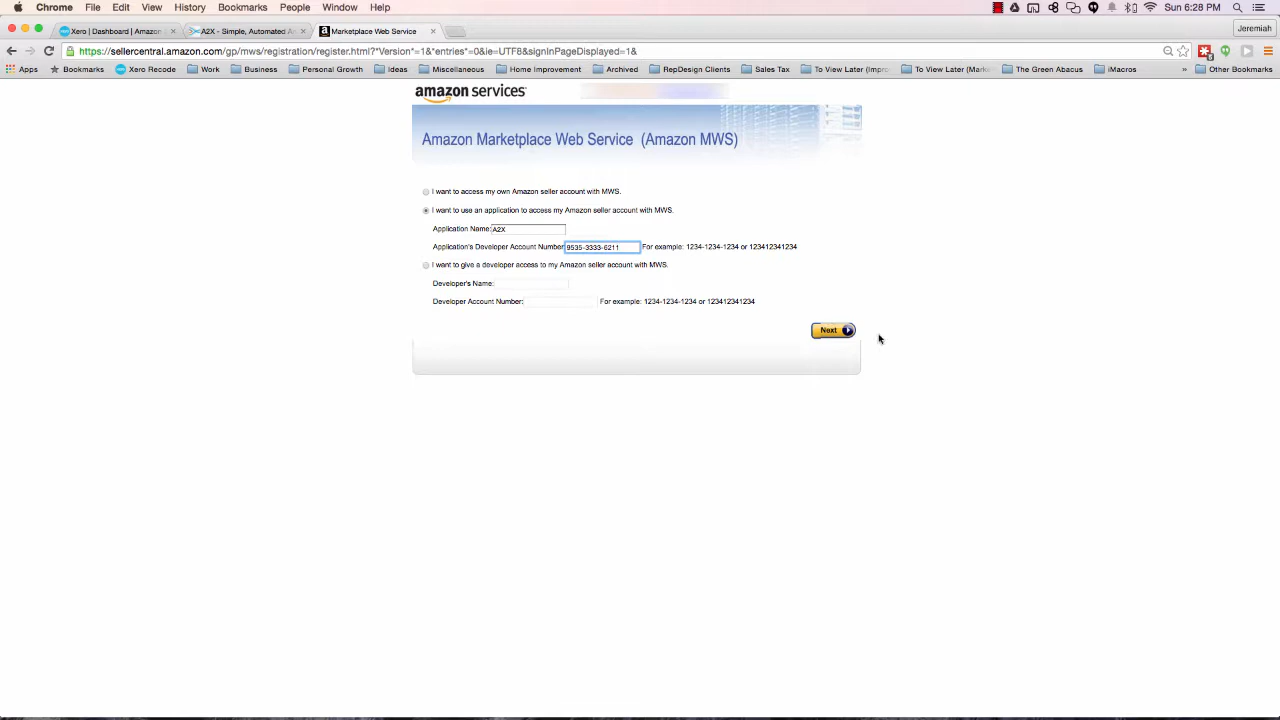 Chrome File Edit View History Bookmarks People Window Help Sun 6:28 PM
Xero | Dashboard | Amazon A2X - Simple, Automated Am Marketplace Web Service Jeremiah
https://sellercentral.amazon.com/gp/mws/registration/register.html?*Version*=1&*entries*=0&ie=UTF8&signInPageDisplayed=1&
Apps Bookmarks Xero Recode Work Business Personal Growth Ideas Miscellaneous Home Improvement Archived RepDesign Clients Sales Tax To View Later (Impro To View Later (Mark The Green Abacus iMacros » Other Bookmarks
amazon services
Amazon Marketplace Web Service (Amazon MWS)
I want to access my own Amazon seller account with MWS.
I want to use an application to access my Amazon seller account with MWS.
Application Name: A2X
Application's Developer Account Number: 9535-3333-6211 For example: 1234-1234-1234 or 123412341234
I want to give a developer access to my Amazon seller account with MWS.
Developer's Name:
Developer Account Number: For example: 1234-1234-1234 or 123412341234
Next